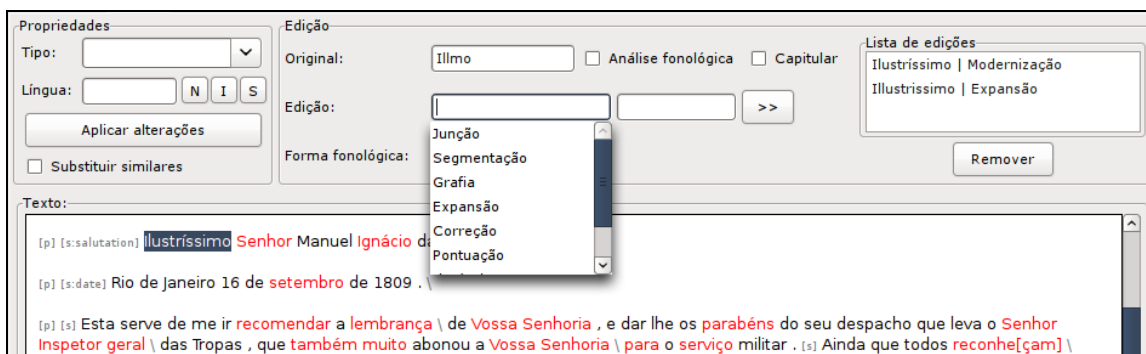 Propriedades
Tipo:
Língua:
N I S
Aplicar alterações
Substituir similares
Edição
Original: Illmo Análise fonológica Capitular
Edição: >>
Junção
Segmentação
Grafia
Expansão
Correção
Pontuação
Forma fonológica:
Lista de edições
Ilustríssimo | Modernização
Illustrissimo | Expansão
Remover
Texto:
[p] [s:salutation] Ilustríssimo Senhor Manuel Ignácio d
[p] [s:date] Rio de Janeiro 16 de setembro de 1809 . \
[p] [s] Esta serve de me ir recomendar a lembrança \ de Vossa Senhoria , e dar lhe os parabéns do seu despacho que leva o Senhor
Inspetor geral \ das Tropas , que também muito abonou a Vossa Senhoria \ para o serviço militar . [s] Ainda que todos reconhe[çam] \